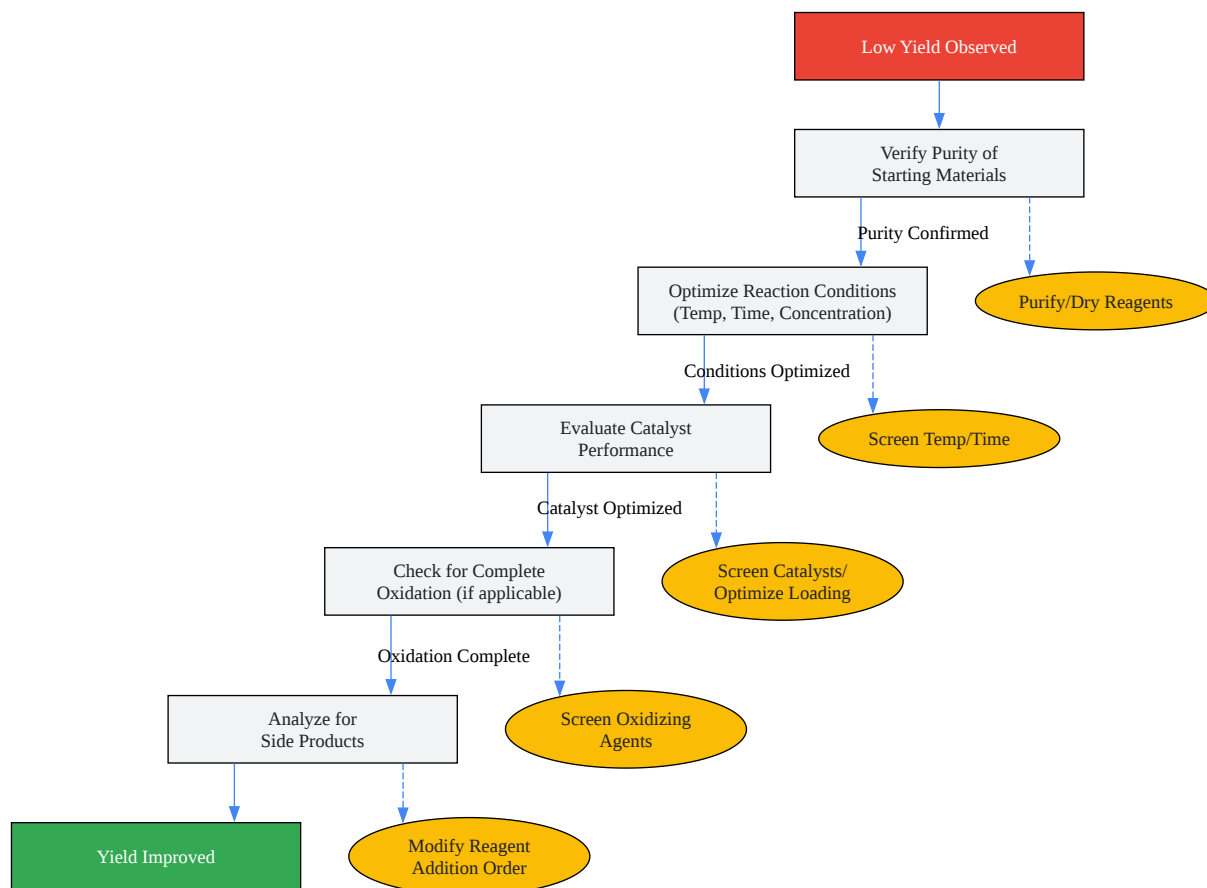 Low Yield Observed
Verify Purity of
Starting Materials
Purity Confirmed
Optimize Reaction Conditions
(Temp, Time, Concentration)
Purify/Dry Reagents
Conditions Optimized
Evaluate Catalyst
Performance
Screen Temp/Time
Catalyst Optimized
Check for Complete
Oxidation (if applicable)
Screen Catalysts/
Optimize Loading
Oxidation Complete
Analyze for
Side Products
Screen Oxidizing
Agents
Yield Improved
Modify Reagent
Addition Order